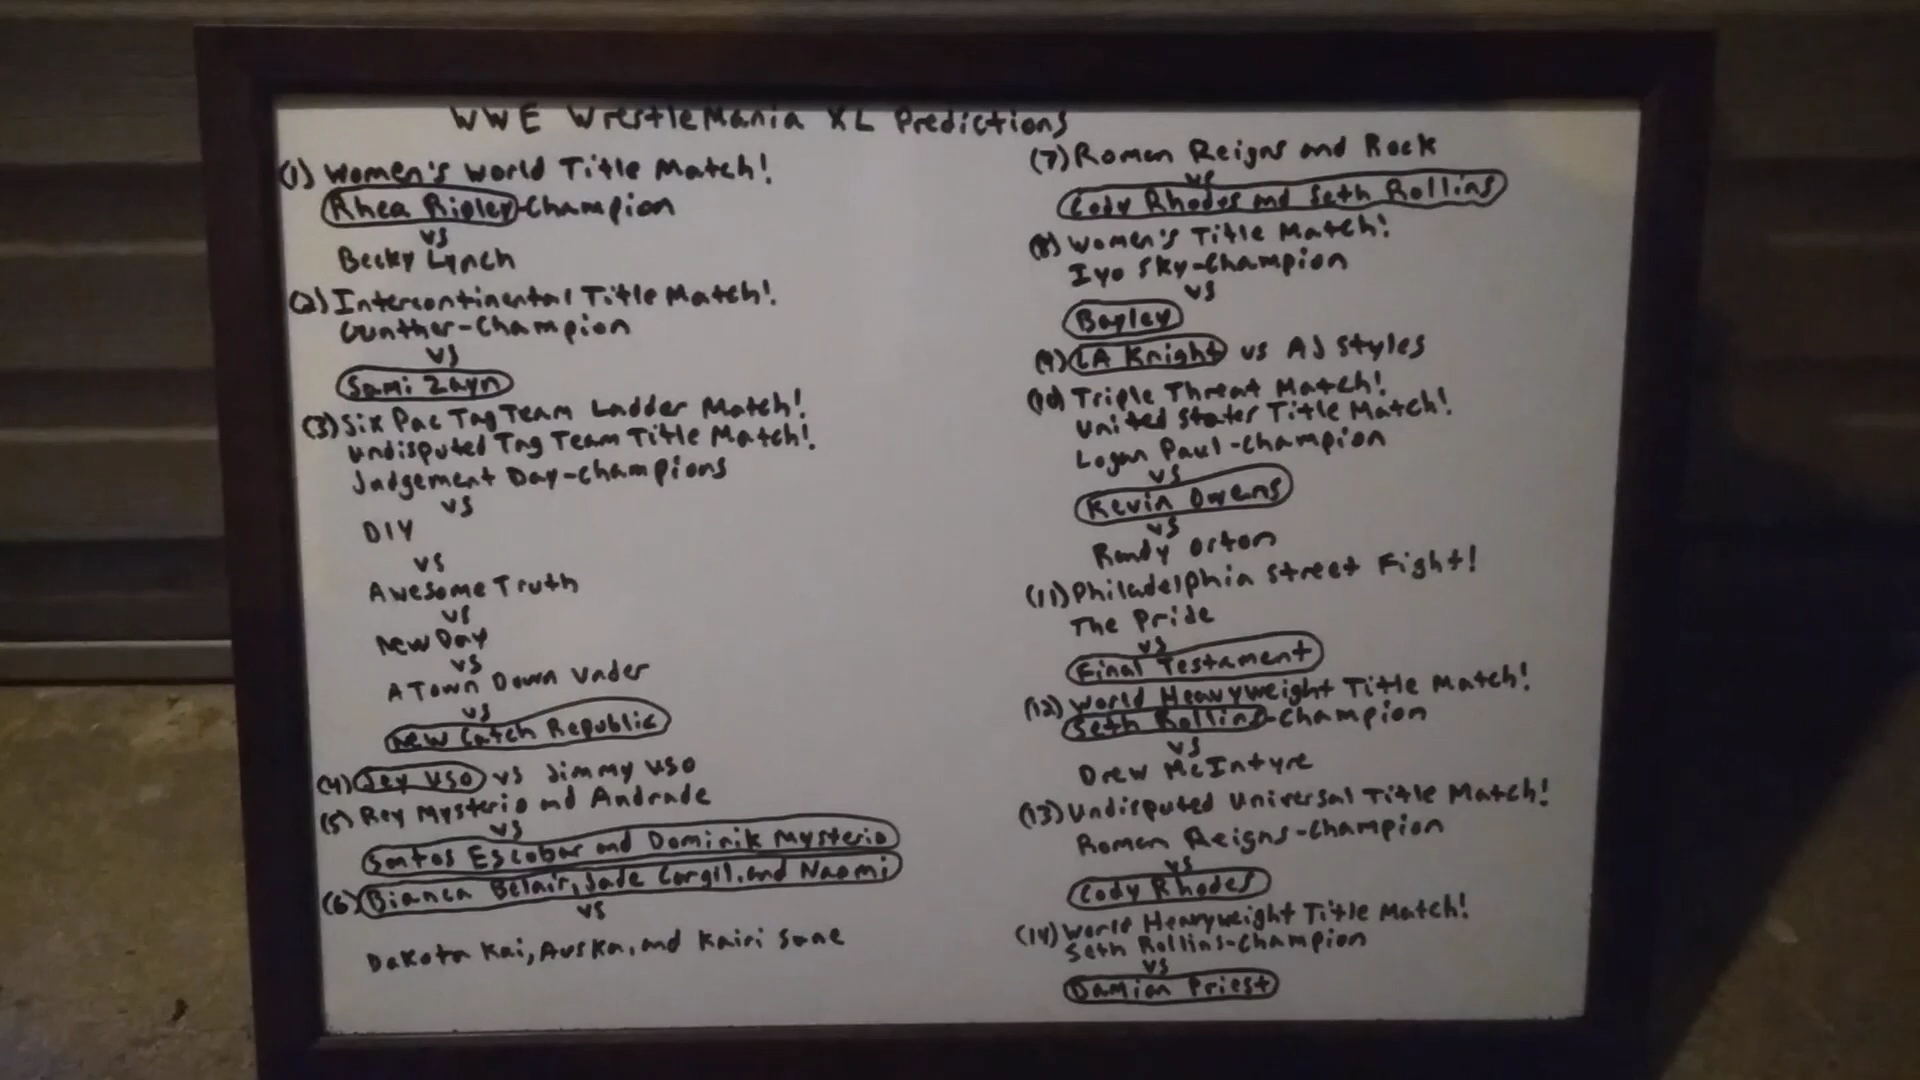 WWE WrestleMania XL Predictions
(1) Women's World Title Match!
Rhea Ripley-Champion
vs
Becky Lynch
(2) Intercontinental Title Match!
Gunther-Champion
vs
Sami Zayn
(3) Six Pac Tag Team Ladder Match!
Undisputed Tag Team Title Match!
Judgement Day-Champions
vs
DIY
vs
Awesome Truth
vs
New Day
vs
A Town Down Under
vs
New Catch Republic
(4) Jey Uso vs Jimmy Uso
(5) Rey Mysterio and Andrade
vs
Santos Escobar and Dominik Mysterio
(6) Bianca Belair, Jade Cargil, and Naomi
vs
Dakota Kai, Auska, and Kairi Sane
(7) Roman Reigns and Rock
vs
Cody Rhodes and Seth Rollins
(8) Women's Title Match!
Iyo Sky-Champion
vs
Bayley
(9) LA Knight vs AJ Styles
(10) Triple Threat Match!
United States Title Match!
Logan Paul-Champion
vs
Kevin Owens
vs
Randy Orton
(11) Philadelphia Street Fight!
The Pride
vs
Final Testament
(12) World Heavyweight Title Match!
Seth Rollins-Champion
vs
Drew McIntyre
(13) Undisputed Universal Title Match!
Roman Reigns-Champion
vs
Cody Rhodes
(14) World Heavyweight Title Match!
Seth Rollins-Champion
vs
Damian Priest